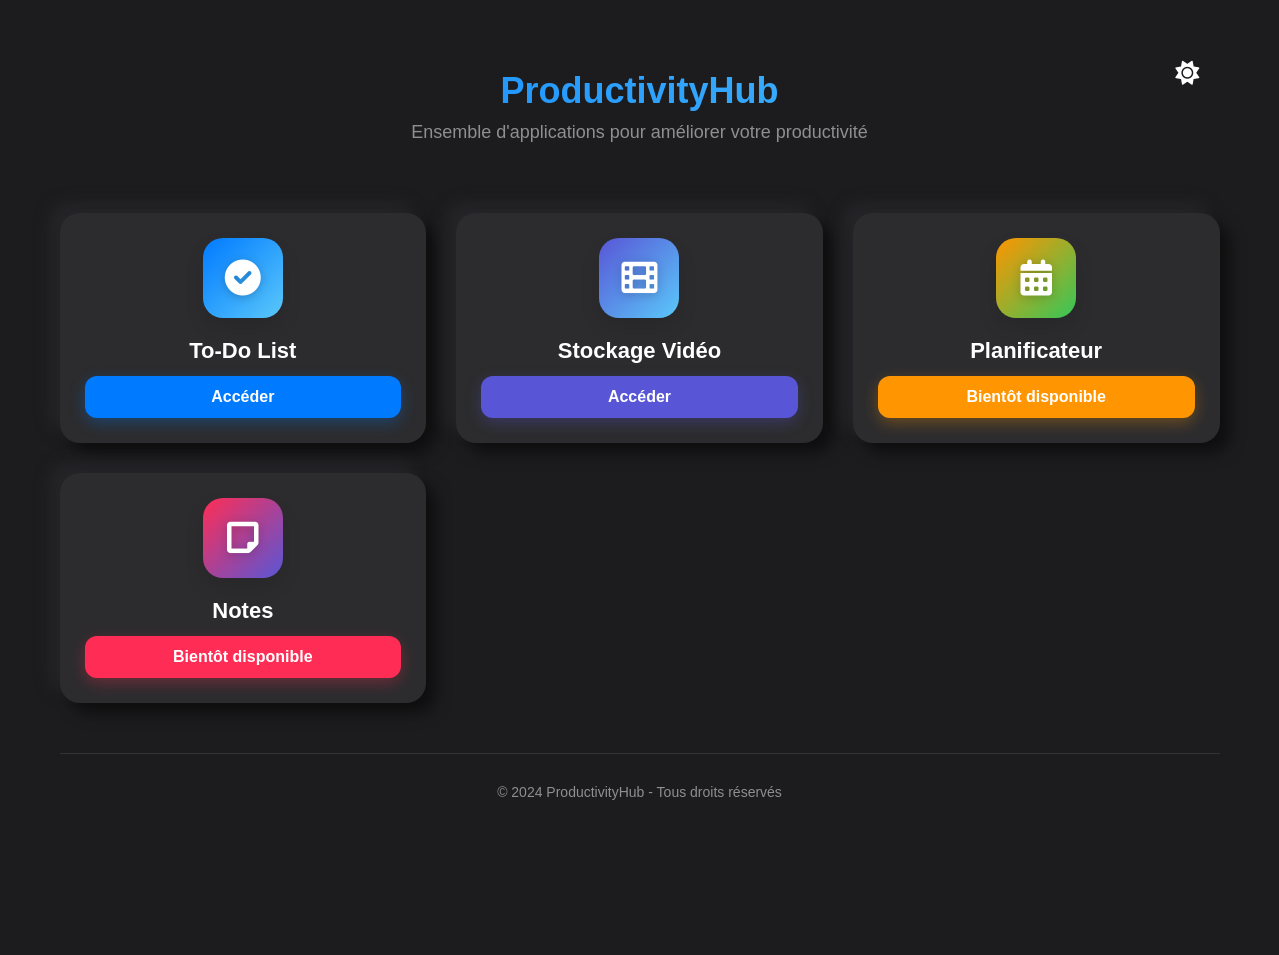 ProductivityHub
Ensemble d'applications pour améliorer votre productivité
To-Do List
Accéder
Stockage Vidéo
Accéder
Planificateur
Bientôt disponible
Notes
Bientôt disponible
© 2024 ProductivityHub - Tous droits réservés